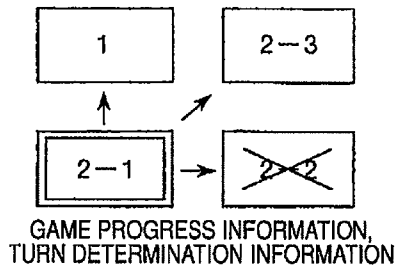 1
2-3
2-1
2-2
GAME PROGRESS INFORMATION,
TURN DETERMINATION INFORMATION